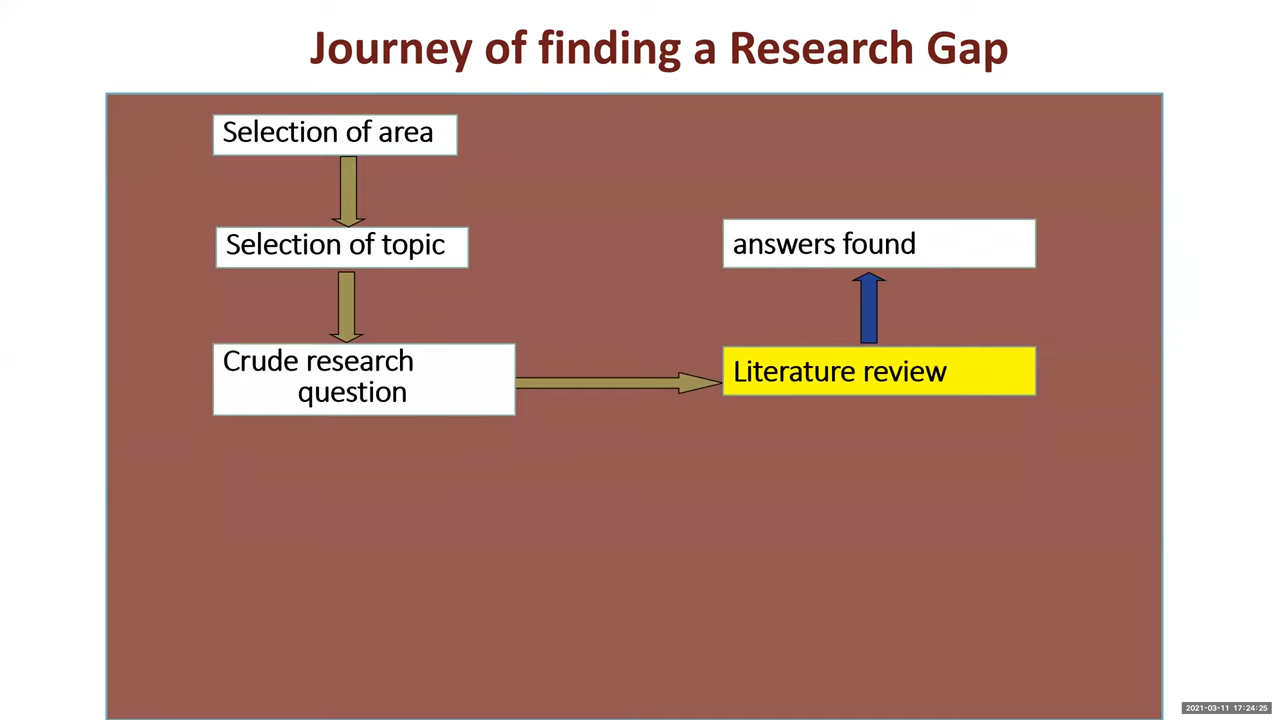 Journey of finding a Research Gap
Selection of area
Selection of topic
answers found
Crude research
question
Literature review
2021-03-11 17:24:25